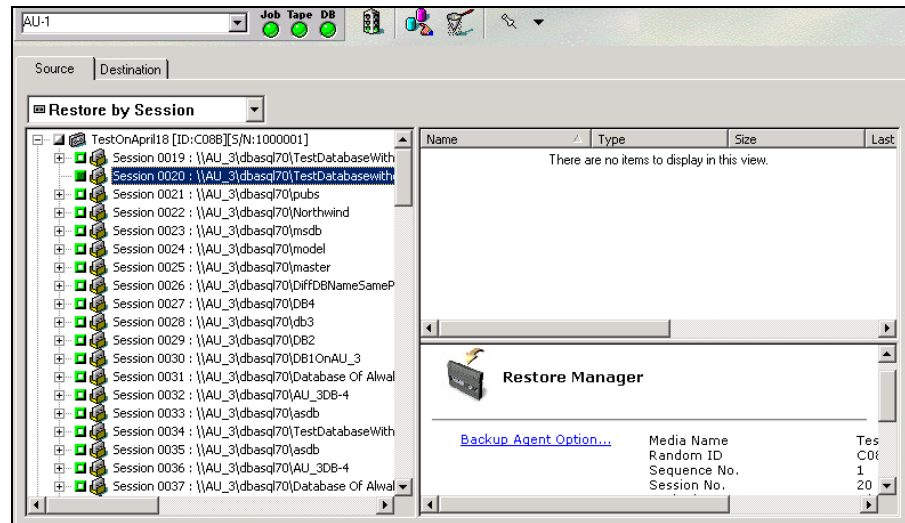 AU-1
Job Tape DB
Source Destination
Restore by Session
TestOnApril18 [ID:C08B][S/N:1000001]
Session 0019 : \\AU_3\dbasql70\TestDatabaseWith
Session 0020 : \\AU_3\dbasql70\TestDatabasewith
Session 0021 : \\AU_3\dbasql70\pubs
Session 0022 : \\AU_3\dbasql70\Northwind
Session 0023 : \\AU_3\dbasql70\msdb
Session 0024 : \\AU_3\dbasql70\model
Session 0025 : \\AU_3\dbasql70\master
Session 0026 : \\AU_3\dbasql70\DiffDBNameSameP
Session 0027 : \\AU_3\dbasql70\DB4
Session 0028 : \\AU_3\dbasql70\db3
Session 0029 : \\AU_3\dbasql70\DB2
Session 0030 : \\AU_3\dbasql70\DB1OnAU_3
Session 0031 : \\AU_3\dbasql70\Database Of Alwal
Session 0032 : \\AU_3\dbasql70\AU_3DB-4
Session 0033 : \\AU_3\dbasql70\asdb
Session 0034 : \\AU_3\dbasql70\TestDatabaseWith
Session 0035 : \\AU_3\dbasql70\asdb
Session 0036 : \\AU_3\dbasql70\AU_3DB-4
Session 0037 : \\AU_3\dbasql70\Database Of Alwal
Name Type Size Last
There are no items to display in this view.
Restore Manager
Backup Agent Option...
Media Name Tes
Random ID C08
Sequence No. 1
Session No. 20